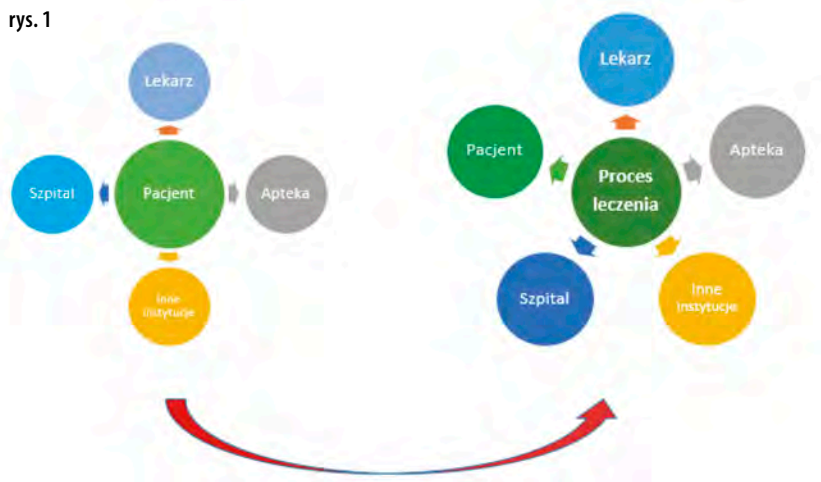 rys. 1
Lekarz
Szpital
Pacjent
Apteka
Inne
instytucje
Lekarz
Pacjent
Apteka
Proces
leczenia
Szpital
Inne
instytucje